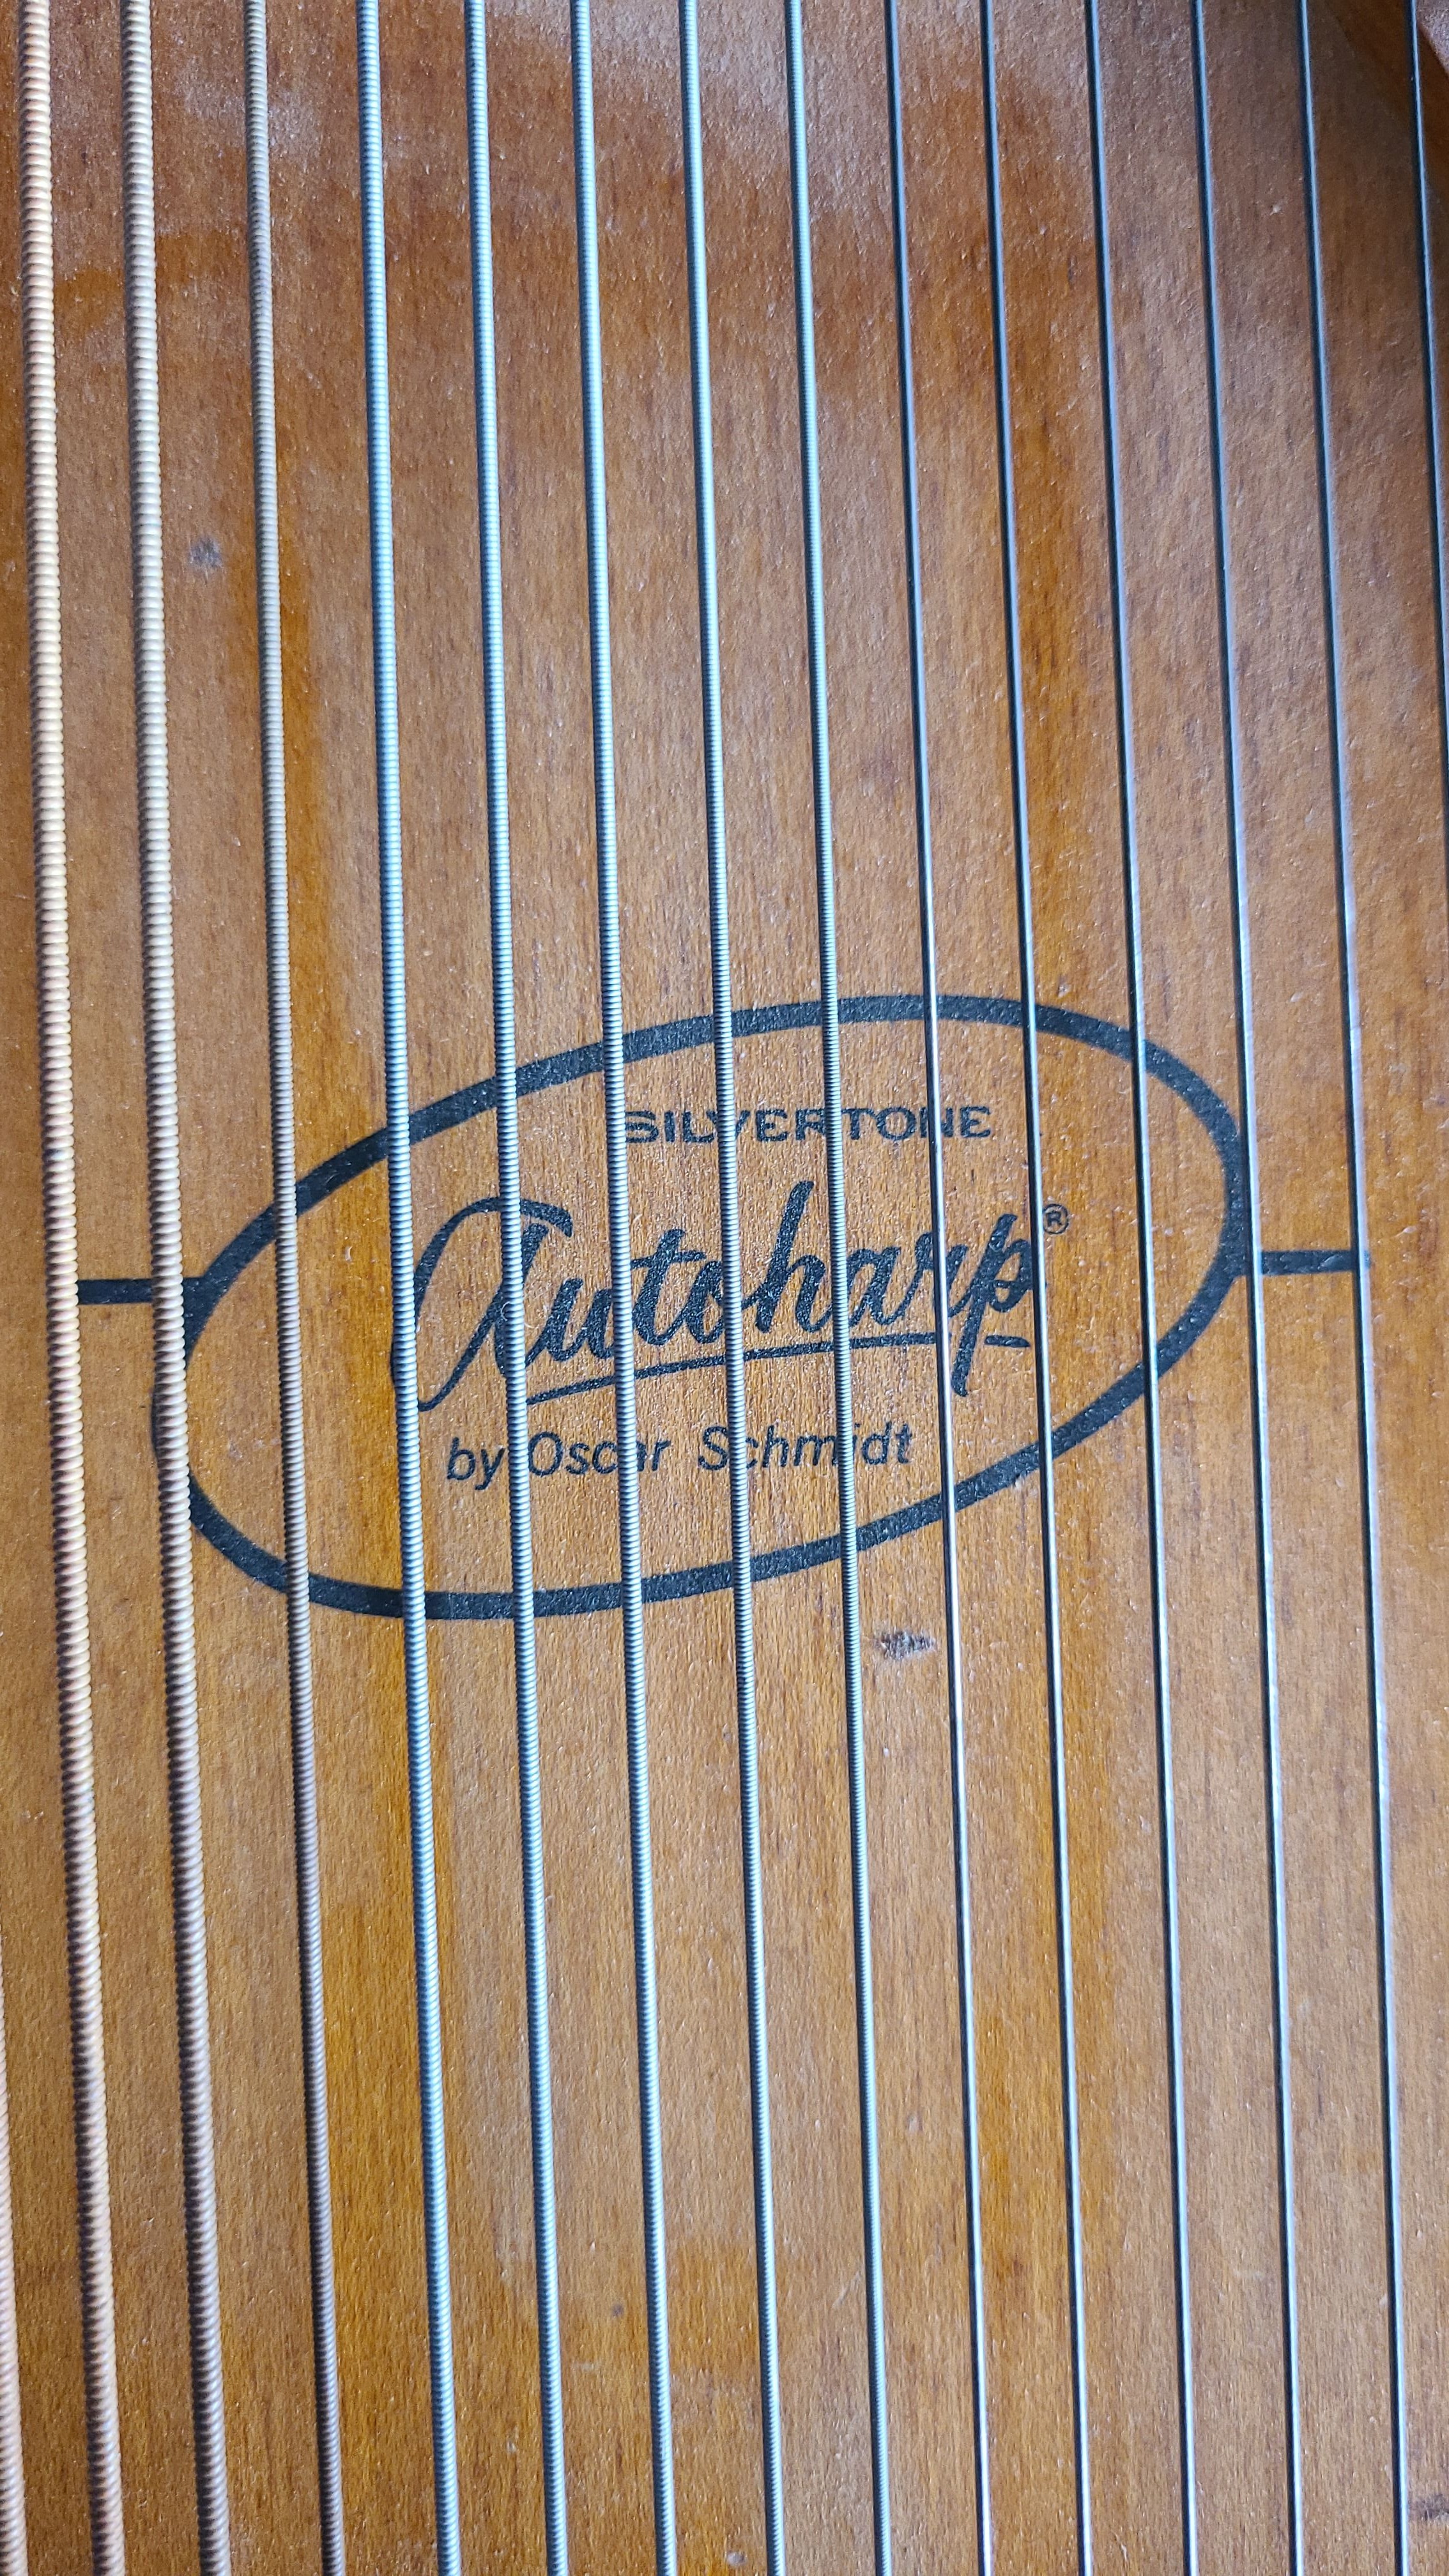 SILVERTONE
Autoharp®
by Oscar Schmidt